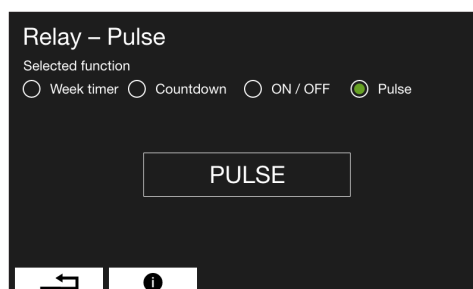 Relay – Pulse
Selected function
Week timer Countdown ON / OFF Pulse
PULSE